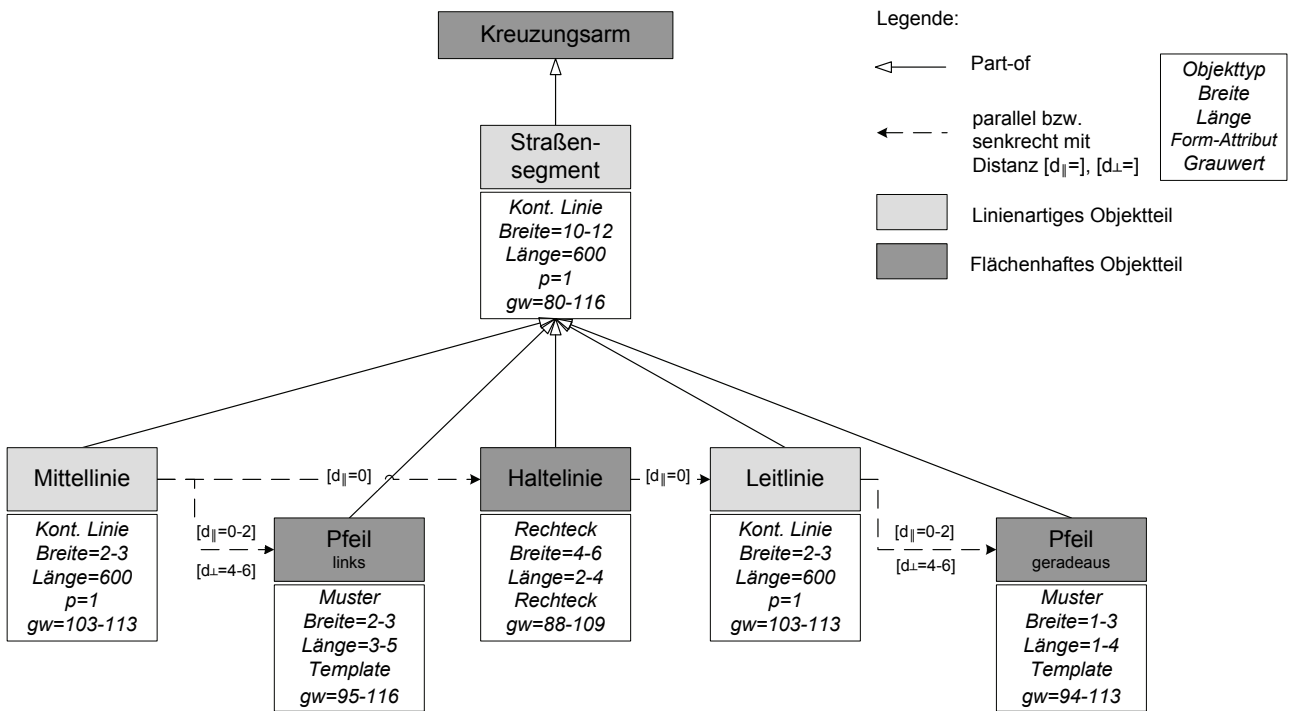 Kreuzungsarm
Straßen-
segment
Kont. Linie
Breite=10-12
Länge=600
p=1
gw=80-116
Legende:
Part-of
parallel bzw.
senkrecht mit
Distanz [d∥=], [d⊥=]
Objekttyp
Breite
Länge
Form-Attribut
Grauwert
Linienartiges Objektteil
Flächenhaftes Objektteil
Mittellinie
Kont. Linie
Breite=2-3
Länge=600
p=1
gw=103-113
[d∥=0]
[d∥=0-2]
[d⊥=4-6]
Pfeil
links
Muster
Breite=2-3
Länge=3-5
Template
gw=95-116
Haltelinie
Rechteck
Breite=4-6
Länge=2-4
Rechteck
gw=88-109
[d∥=0]
Leitlinie
Kont. Linie
Breite=2-3
Länge=600
p=1
gw=103-113
[d∥=0-2]
[d⊥=4-6]
Pfeil
geradeaus
Muster
Breite=1-3
Länge=1-4
Template
gw=94-113